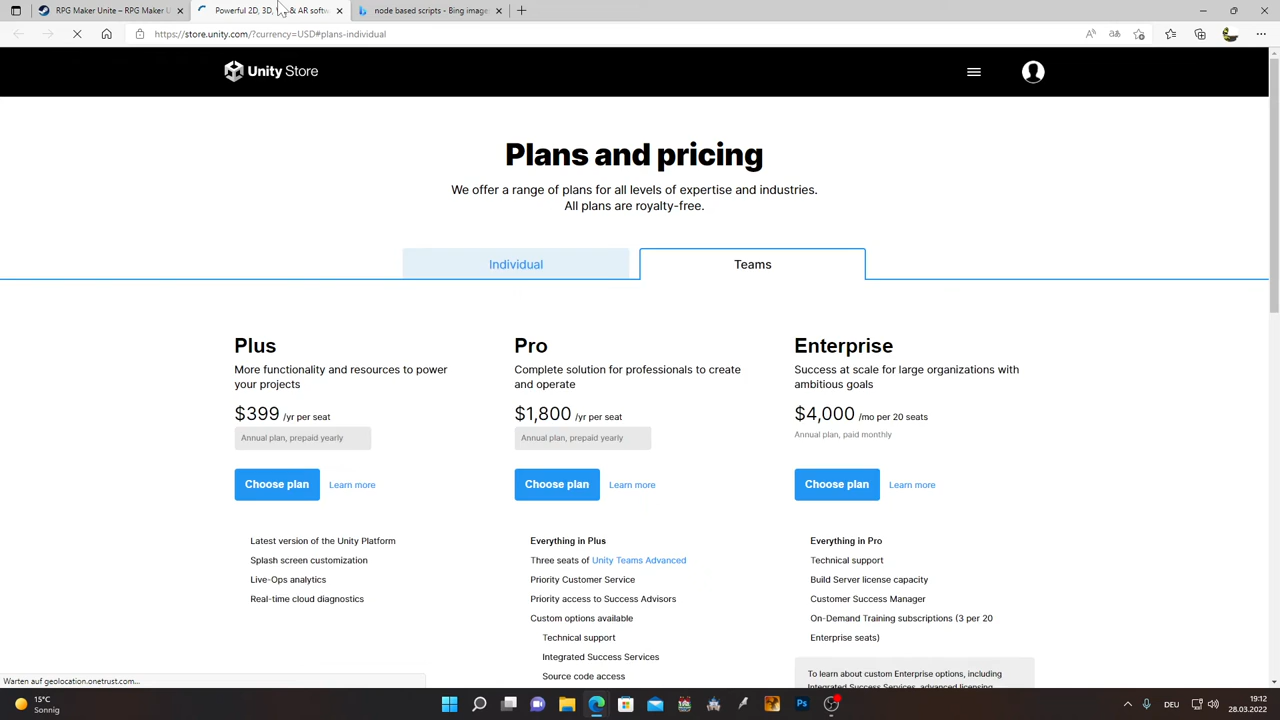 RPG Maker Unite – RPG Maker U
Powerful 2D, 3D, & AR softw
node based scripts - Bing image
https://store.unity.com/?currency=USD#plans-individual
Unity Store
Plans and pricing
We offer a range of plans for all levels of expertise and industries.
All plans are royalty-free.
Individual
Teams
Plus
More functionality and resources to power
your projects
$399 /yr per seat
Annual plan, prepaid yearly
Choose plan
Learn more
Latest version of the Unity Platform
Splash screen customization
Live-Ops analytics
Real-time cloud diagnostics
Pro
Complete solution for professionals to create
and operate
$1,800 /yr per seat
Annual plan, prepaid yearly
Choose plan
Learn more
Everything in Plus
Three seats of Unity Teams Advanced
Priority Customer Service
Priority access to Success Advisors
Custom options available
Technical support
Integrated Success Services
Source code access
Enterprise
Success at scale for large organizations with
ambitious goals
$4,000 /mo per 20 seats
Annual plan, paid monthly
Choose plan
Learn more
Everything in Pro
Technical support
Build Server license capacity
Customer Success Manager
On-Demand Training subscriptions (3 per 20
Enterprise seats)
To learn about custom Enterprise options, including
Integrated Success Services, advanced licensing
Warten auf geolocation.onetrust.com...
15°C
Sonnig
DEU
19:12
28.03.2022